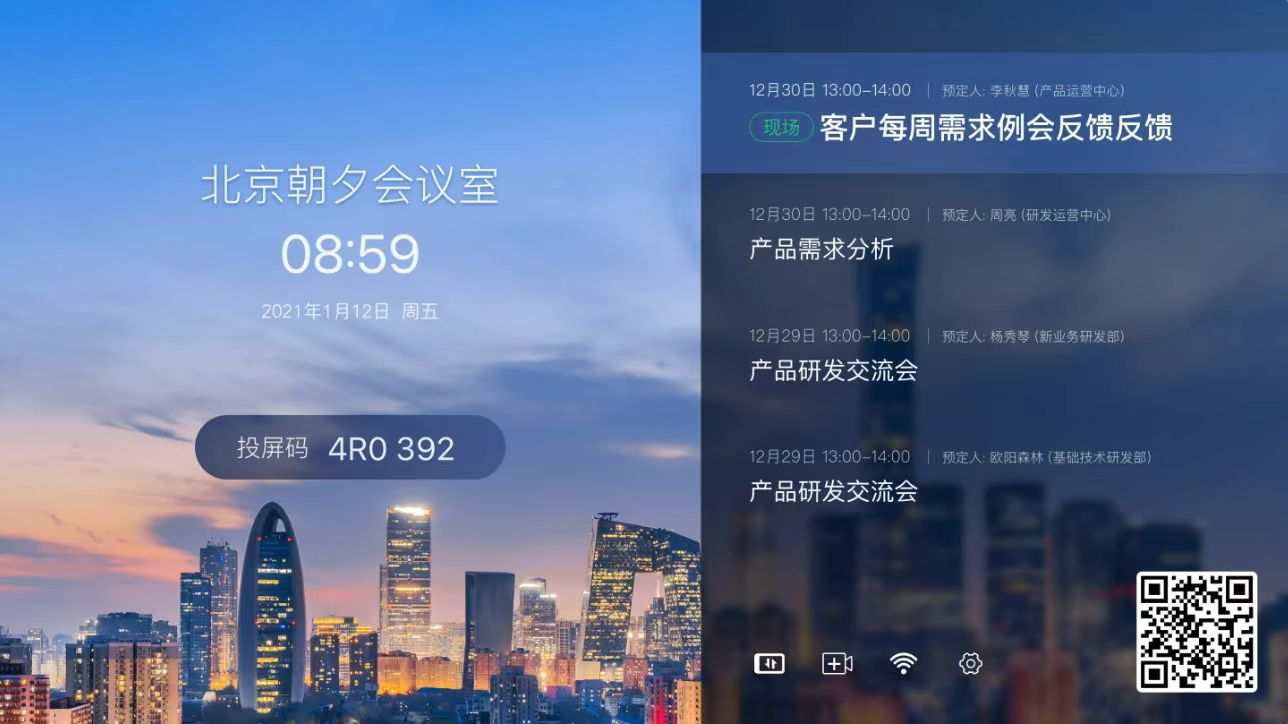 北京朝夕会议室
08:59
2021年1月12日 周五
投屏码 4R0 392
12月30日 13:00–14:00 | 预定人: 李秋慧 (产品运营中心)
现场 客户每周需求例会反馈反馈
12月30日 13:00–14:00 | 预定人: 周亮 (研发运营中心)
产品需求分析
12月29日 13:00–14:00 | 预定人: 杨秀琴 (新业务研发部)
产品研发交流会
12月29日 13:00–14:00 | 预定人: 欧阳森林 (基础技术研发部)
产品研发交流会